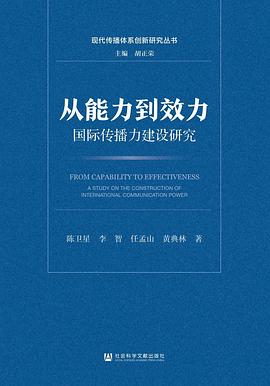 现代传播体系创新研究丛书
主编 胡正荣
从能力到效力
国际传播力建设研究
FROM CAPABILITY TO EFFECTIVENESS
A STUDY ON THE CONSTRUCTION OF
INTERNATIONAL COMMUNICATION POWER
陈卫星 李智 任孟山 黄典林 著
社会科学文献出版社